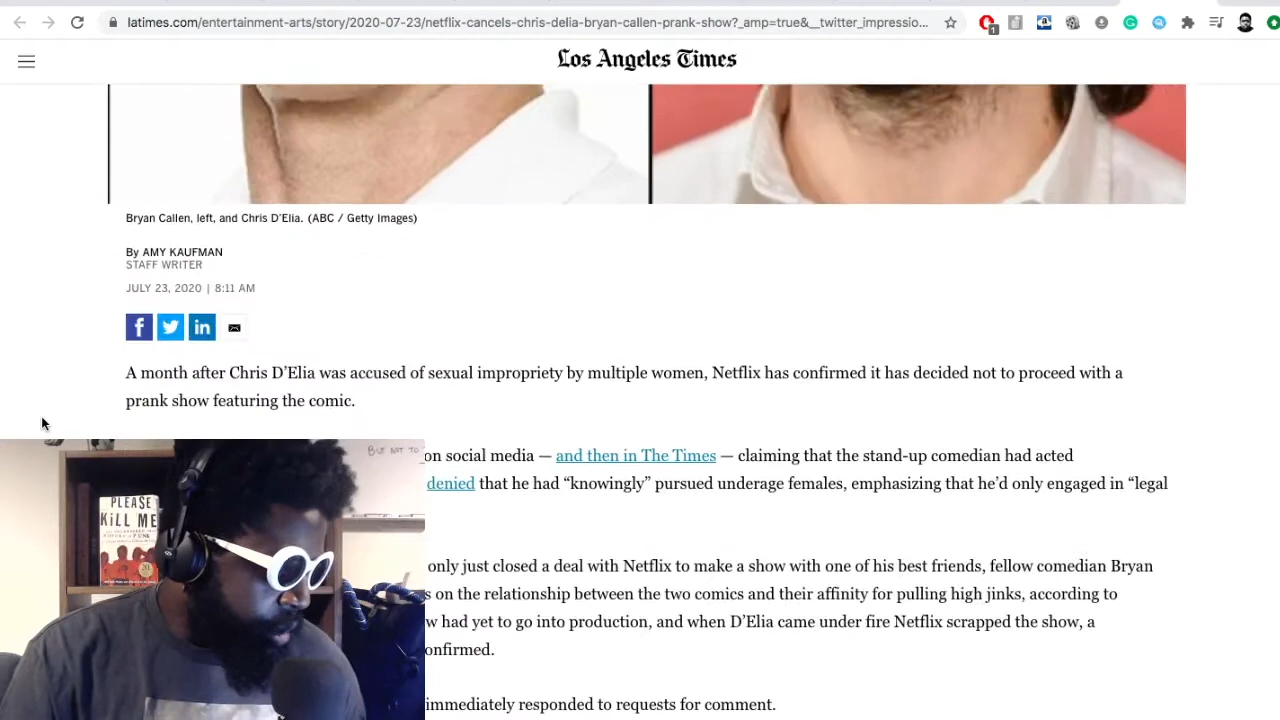 latimes.com/entertainment-arts/story/2020-07-23/netflix-cancels-chris-delia-bryan-callen-prank-show?_amp=true&__twitter_impressio...
1
Los Angeles Times
Bryan Callen, left, and Chris D’Elia. (ABC / Getty Images)
By AMY KAUFMAN
STAFF WRITER
JULY 23, 2020 | 8:11 AM
A month after Chris D’Elia was accused of sexual impropriety by multiple women, Netflix has confirmed it has decided not to proceed with a
prank show featuring the comic.
on social media — and then in The Times — claiming that the stand-up comedian had acted
denied that he had “knowingly” pursued underage females, emphasizing that he’d only engaged in “legal
only just closed a deal with Netflix to make a show with one of his best friends, fellow comedian Bryan
s on the relationship between the two comics and their affinity for pulling high jinks, according to
w had yet to go into production, and when D’Elia came under fire Netflix scrapped the show, a
onfirmed.
immediately responded to requests for comment.
BUT NOT TO
PLEASE
KILL ME